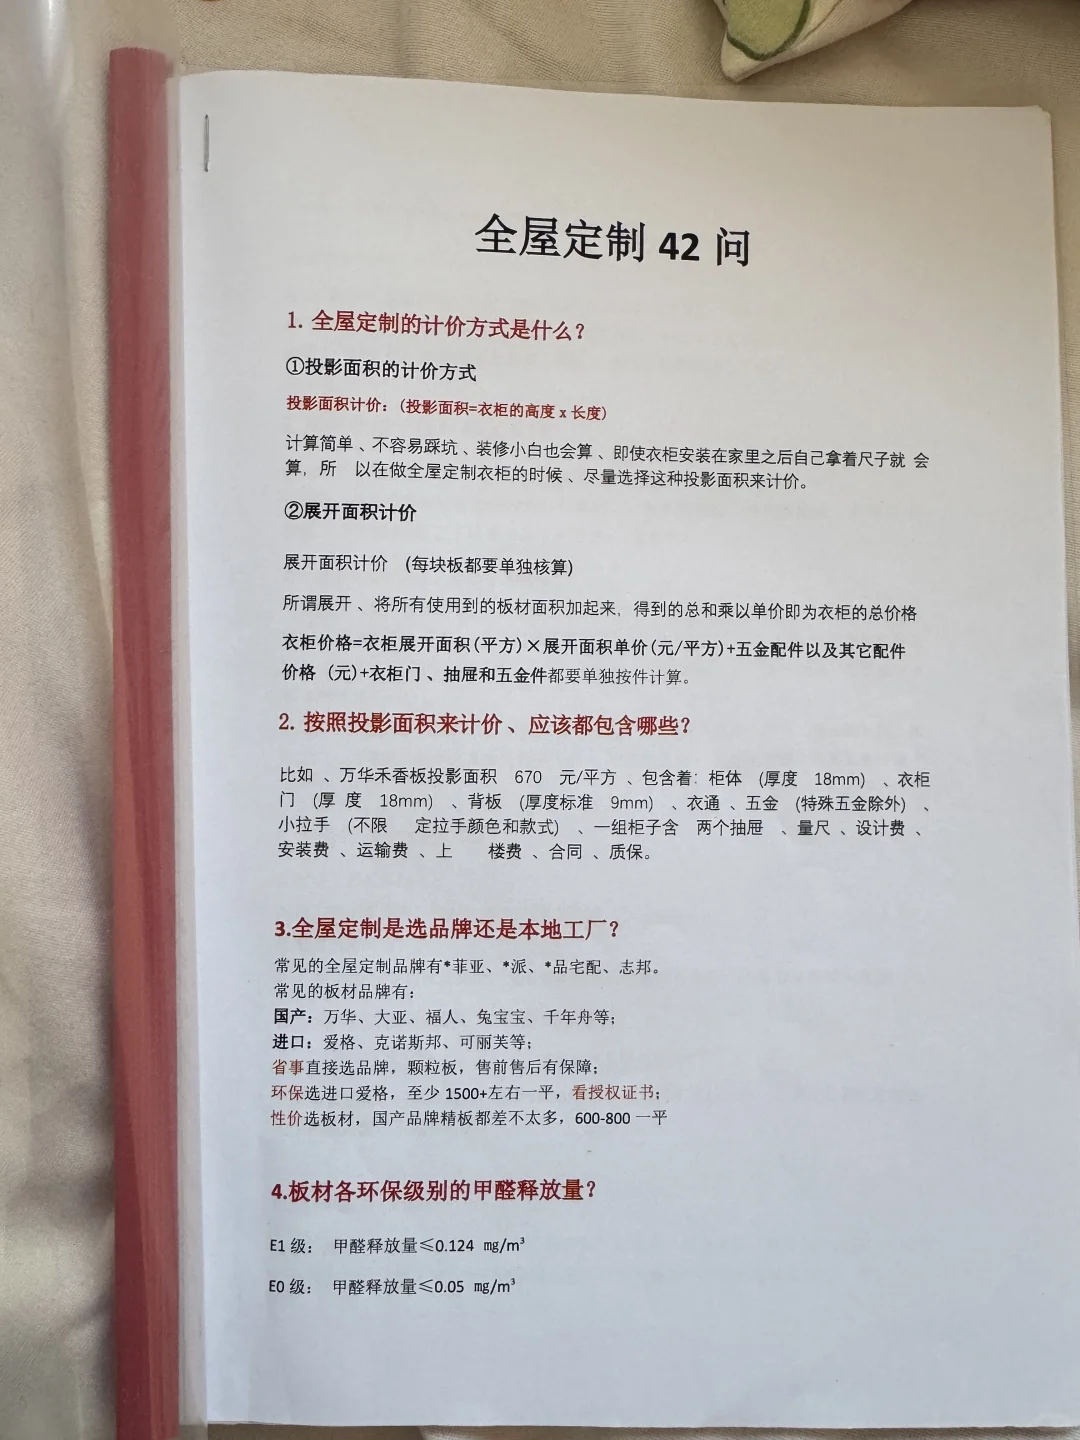 全屋定制 42 问
1. 全屋定制的计价方式是什么？
①投影面积的计价方式
投影面积计价：(投影面积=衣柜的高度 x 长度)
计算简单 、不容易踩坑 、装修小白也会算 、即使衣柜安装在家里之后自己拿着尺子就 会
算，所 以在做全屋定制衣柜的时候 、尽量选择这种投影面积来计价。
②展开面积计价
展开面积计价 (每块板都要单独核算)
所谓展开 、将所有使用到的板材面积加起来，得到的总和乘以单价即为衣柜的总价格
衣柜价格=衣柜展开面积(平方)×展开面积单价(元/平方)+五金配件以及其它配件
价格 (元)+衣柜门 、抽屉和五金件都要单独按件计算。
2. 按照投影面积来计价 、应该都包含哪些？
比如 、万华禾香板投影面积 670 元/平方 、包含着: 柜体 (厚度 18mm) 、衣柜
门 (厚 度 18mm) 、背板 (厚度标准 9mm) 、衣通 、五金 (特殊五金除外) 、
小拉手 (不限 定拉手颜色和款式) 、一组柜子含 两个抽屉 、量尺 、设计费 、
安装费 、运输费 、上 楼费 、合同 、质保。
3.全屋定制是选品牌还是本地工厂？
常见的全屋定制品牌有*菲亚、*派、*品宅配、志邦。
常见的板材品牌有:
国产：万华、大亚、福人、兔宝宝、千年舟等；
进口：爱格、克诺斯邦、可丽芙等；
省事直接选品牌，颗粒板，售前售后有保障；
环保选进口爱格，至少 1500+左右一平，看授权证书；
性价选板材，国产品牌精板都差不太多，600-800 一平
4.板材各环保级别的甲醛释放量？
E1 级： 甲醛释放量≤0.124 mg/m³
E0 级： 甲醛释放量≤0.05 mg/m³